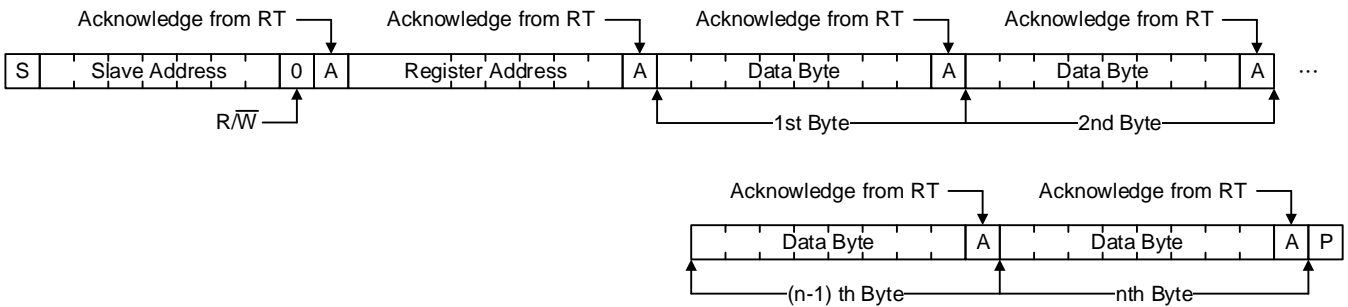 Acknowledge from RT Acknowledge from RT Acknowledge from RT Acknowledge from RT
S Slave Address 0 A Register Address A Data Byte A Data Byte A ...
R/W̅ 1st Byte 2nd Byte
Acknowledge from RT Acknowledge from RT
Data Byte A Data Byte A P
(n-1) th Byte nth Byte